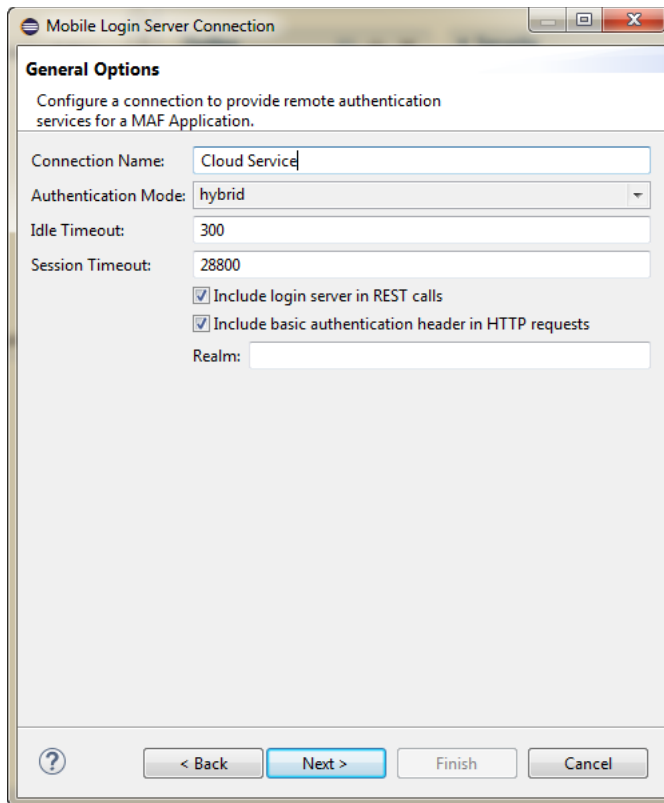 Mobile Login Server Connection
General Options
Configure a connection to provide remote authentication
services for a MAF Application.
Connection Name: Cloud Service
Authentication Mode: hybrid
Idle Timeout: 300
Session Timeout: 28800
Include login server in REST calls
Include basic authentication header in HTTP requests
Realm:
? < Back Next > Finish Cancel